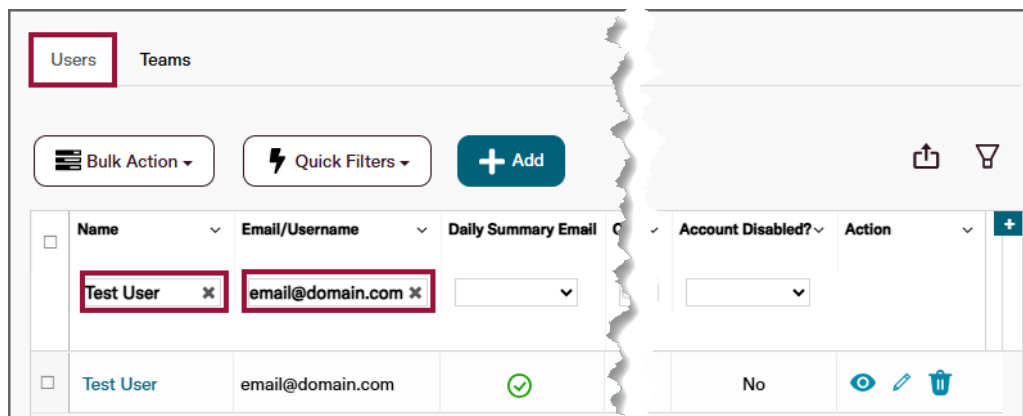 Users Teams
Bulk Action Quick Filters Add
Name Email/Username Daily Summary Email Account Disabled? Action
Test User email@domain.com
Test User email@domain.com No